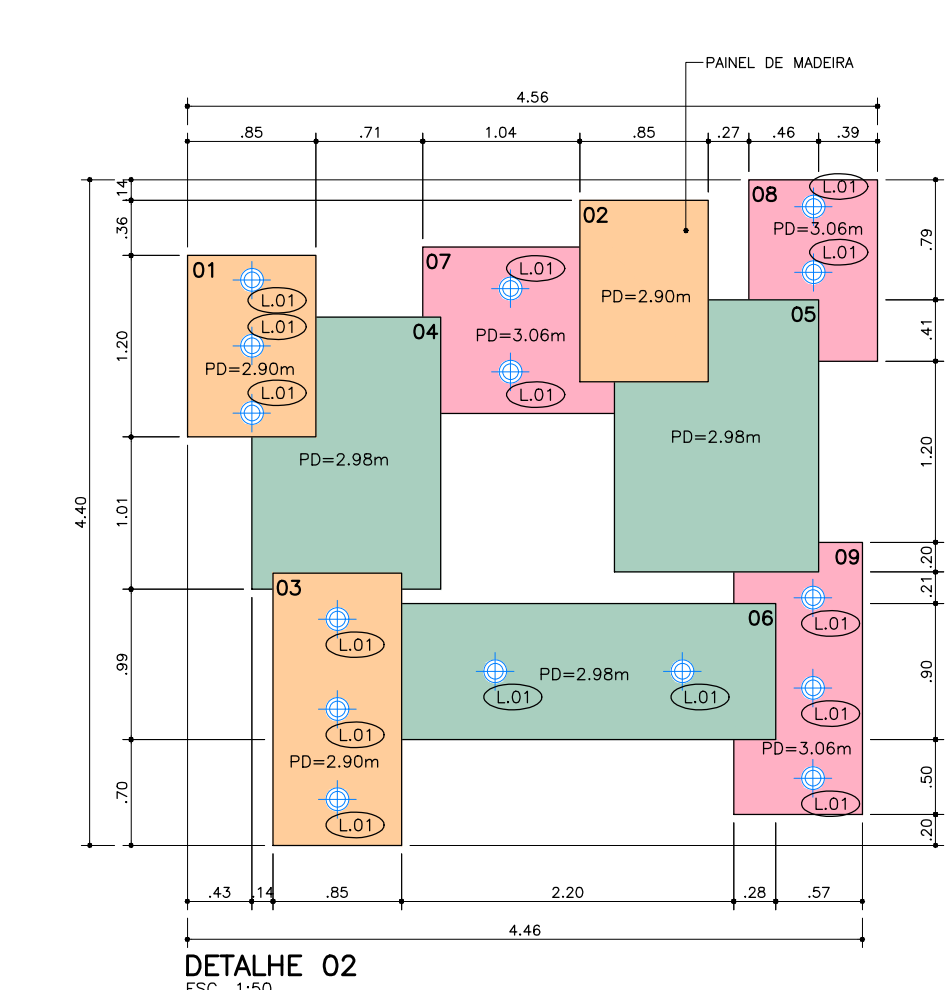 PAINEL DE MADEIRA
4.56
.85 .71 1.04 .85 .27 .46 .39
.14
.36
1.20
1.01
.99
.70
4.40
01
L.01
L.01
PD=2.90m
L.01
04
PD=2.98m
07
L.01
PD=3.06m
L.01
02
PD=2.90m
08
L.01
PD=3.06m
L.01
05
PD=2.98m
03
L.01
L.01
PD=2.90m
L.01
06
PD=2.98m
L.01 L.01
09
L.01
L.01
PD=3.06m
L.01
.79
.41
1.20
.20
.21
.90
.50
.20
.43 .14 .85 2.20 .28 .57
4.46
DETALHE 02
ESC 1:50